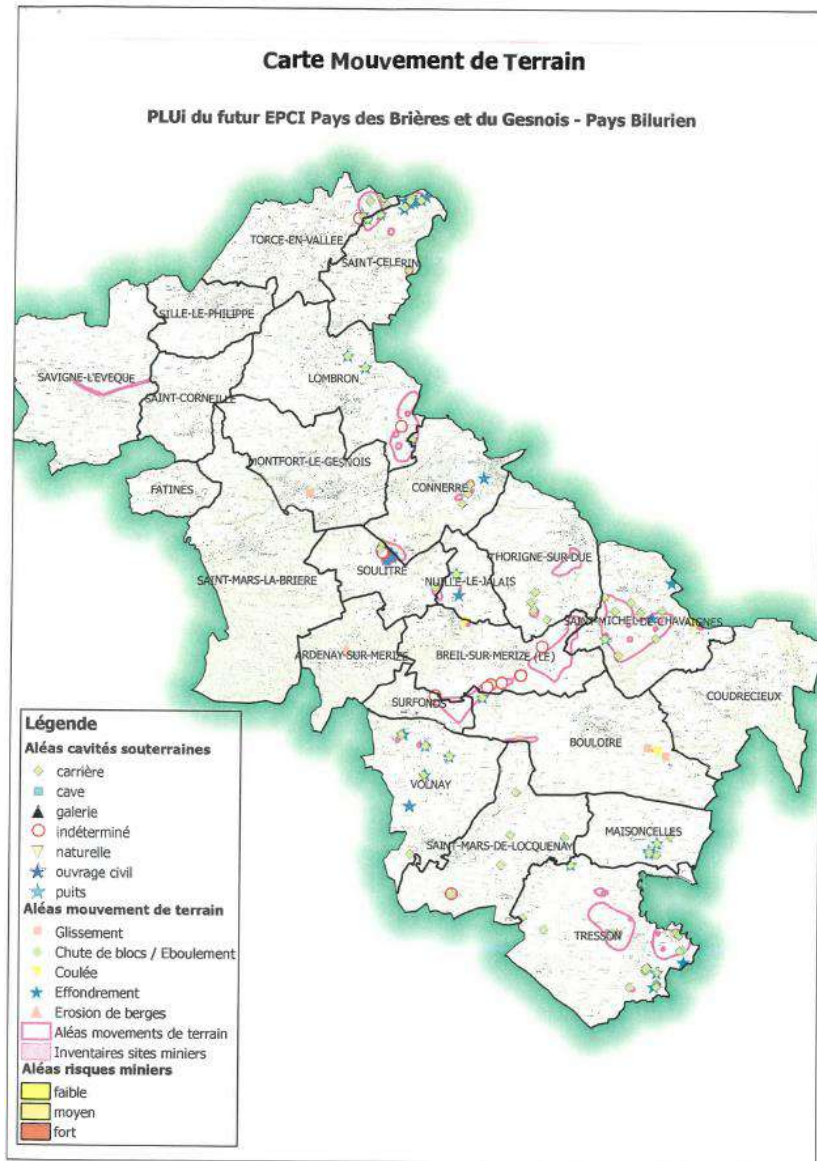 Carte Mouvement de Terrain
PLUi du futur EPCI Pays des Brières et du Gesnois - Pays Bilurien
TORCE-EN-VALLEE
SAINT-CELERIN
SILLE-LE-PHILIPPE
SAVIGNE-L'EVEQUE
LOMBRON
SAINT-CORNEILLE
MONTFORT-LE-GESNOIS
CONNERRE
FATINES
THORIGNE-SUR-DUE
SOULITRE
SAINT-MARS-LA-BRIERE
NUILLE-LE-JALAIS
SAINT-MICHEL-DE-CHAVAIGNES
ARDENAY-SUR-MERIZE
BREIL-SUR-MERIZE (LE)
COUDRECIEUX
SURFONDS
BOULOIRE
VOLNAY
MAISONCELLES
SAINT-MARS-DE-LOCQUENAY
TRESSON
Légende
Aléas cavités souterraines
carrière
cave
galerie
indéterminé
naturelle
ouvrage civil
puits
Aléas mouvement de terrain
Glissement
Chute de blocs / Eboulement
Coulée
Effondrement
Erosion de berges
Aléas movements de terrain
Inventaires sites miniers
Aléas risques miniers
faible
moyen
fort